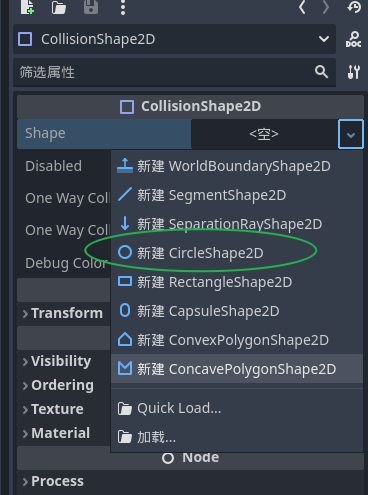 CollisionShape2D
DOC
筛选属性
CollisionShape2D
Shape
<空>
新建 WorldBoundaryShape2D
Disabled
新建 SegmentShape2D
One Way Coll
新建 SeparationRayShape2D
One Way Coll
新建 CircleShape2D
Debug Color
新建 RectangleShape2D
Transform
新建 CapsuleShape2D
新建 ConvexPolygonShape2D
Visibility
新建 ConcavePolygonShape2D
Ordering
Texture
Quick Load...
Material
加载...
Node
Process